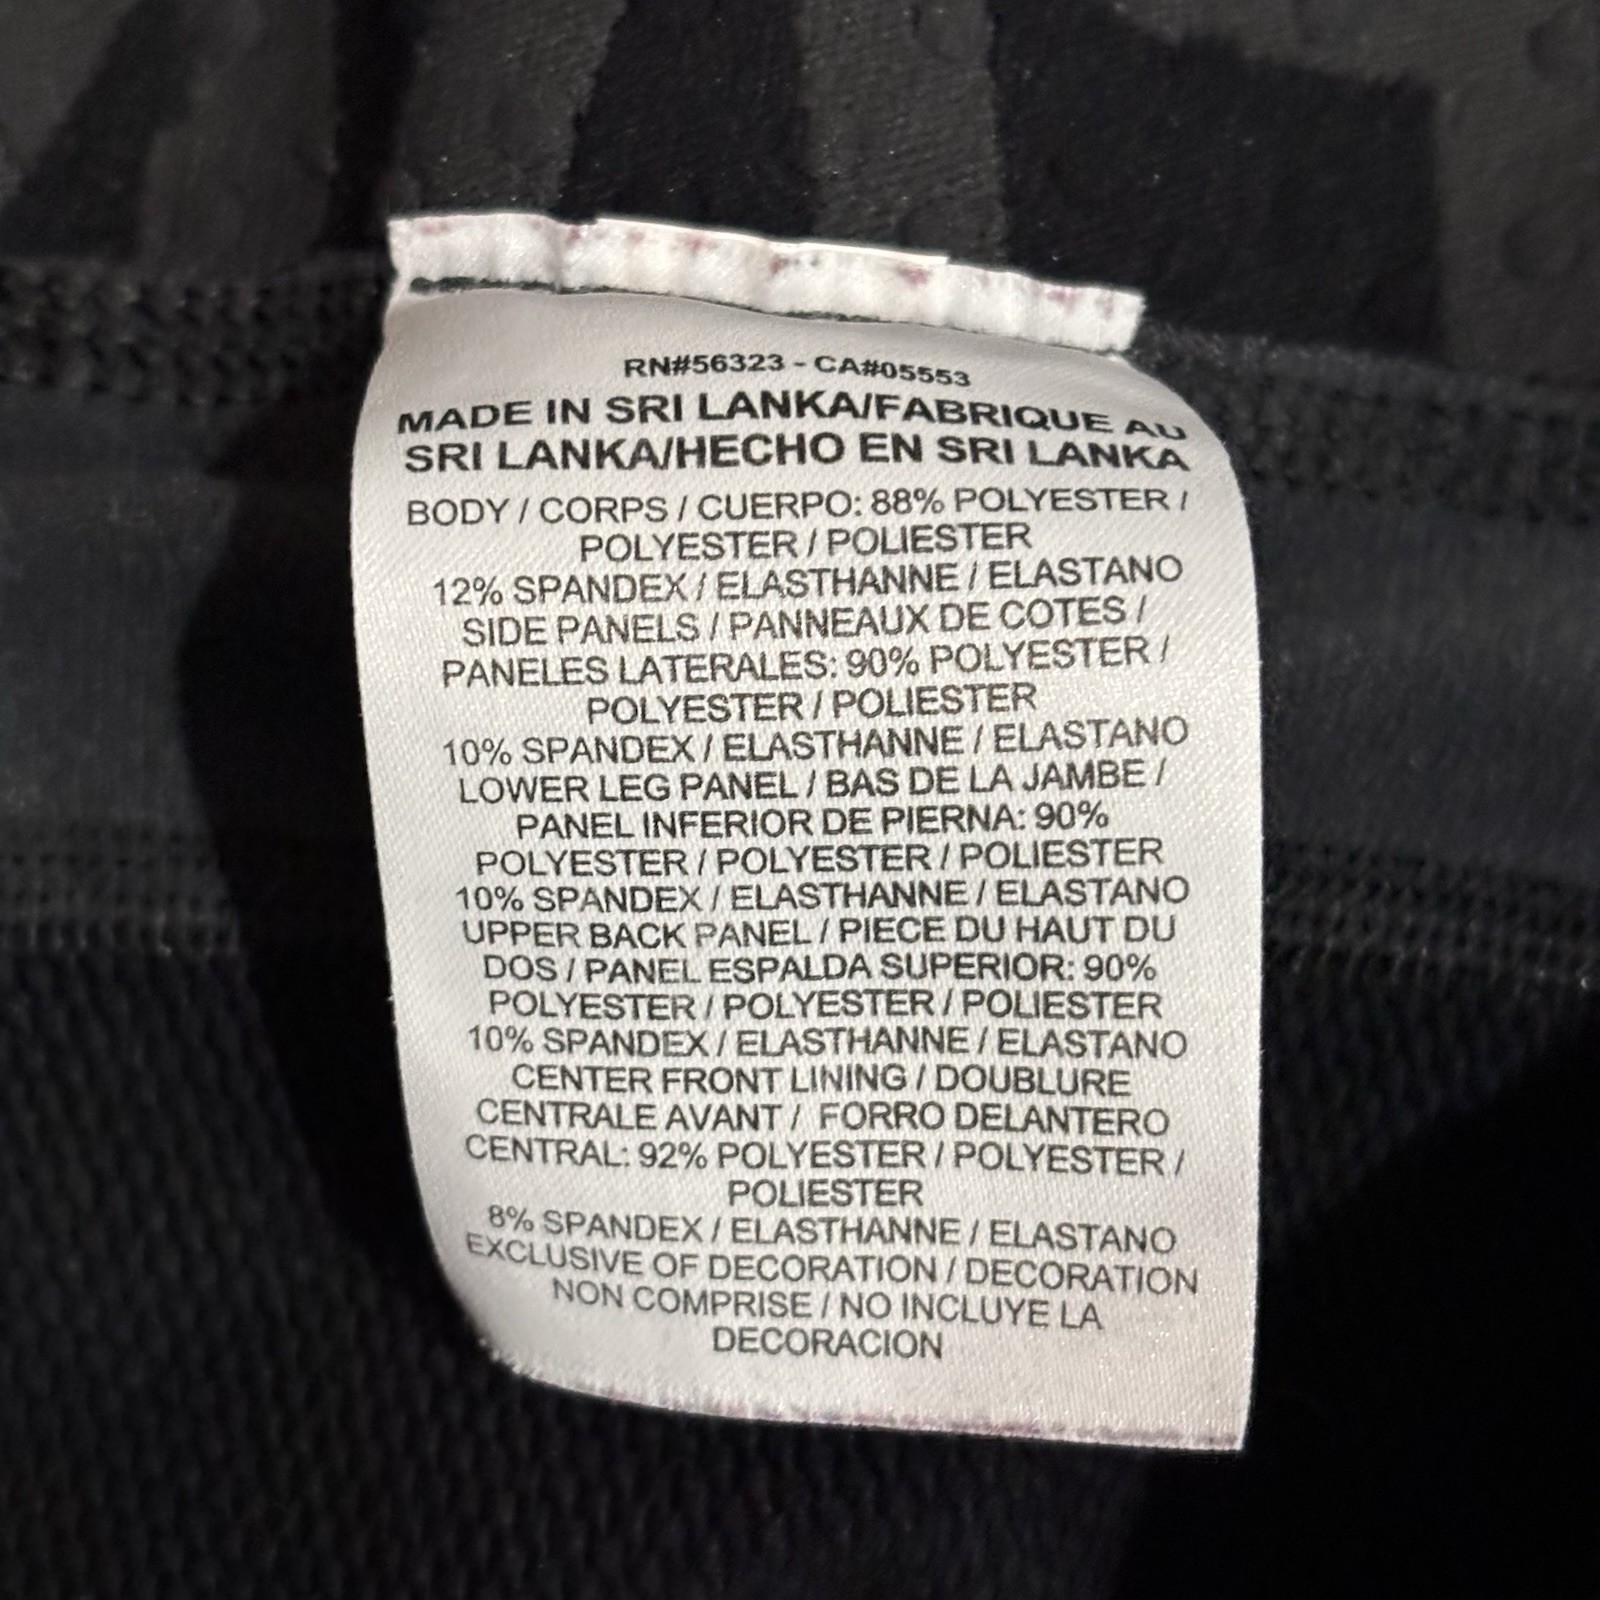 RN#56323 - CA#05553
MADE IN SRI LANKA/FABRIQUE AU
SRI LANKA/HECHO EN SRI LANKA
BODY / CORPS / CUERPO: 88% POLYESTER /
POLYESTER / POLIESTER
12% SPANDEX / ELASTHANNE / ELASTANO
SIDE PANELS / PANNEAUX DE COTES /
PANELES LATERALES: 90% POLYESTER /
POLYESTER / POLIESTER
10% SPANDEX / ELASTHANNE / ELASTANO
LOWER LEG PANEL / BAS DE LA JAMBE /
PANEL INFERIOR DE PIERNA: 90%
POLYESTER / POLYESTER / POLIESTER
10% SPANDEX / ELASTHANNE / ELASTANO
UPPER BACK PANEL / PIECE DU HAUT DU
DOS / PANEL ESPALDA SUPERIOR: 90%
POLYESTER / POLYESTER / POLIESTER
10% SPANDEX / ELASTHANNE / ELASTANO
CENTER FRONT LINING / DOUBLURE
CENTRALE AVANT / FORRO DELANTERO
CENTRAL: 92% POLYESTER / POLYESTER /
POLIESTER
8% SPANDEX / ELASTHANNE / ELASTANO
EXCLUSIVE OF DECORATION / DECORATION
NON COMPRISE / NO INCLUYE LA
DECORACION